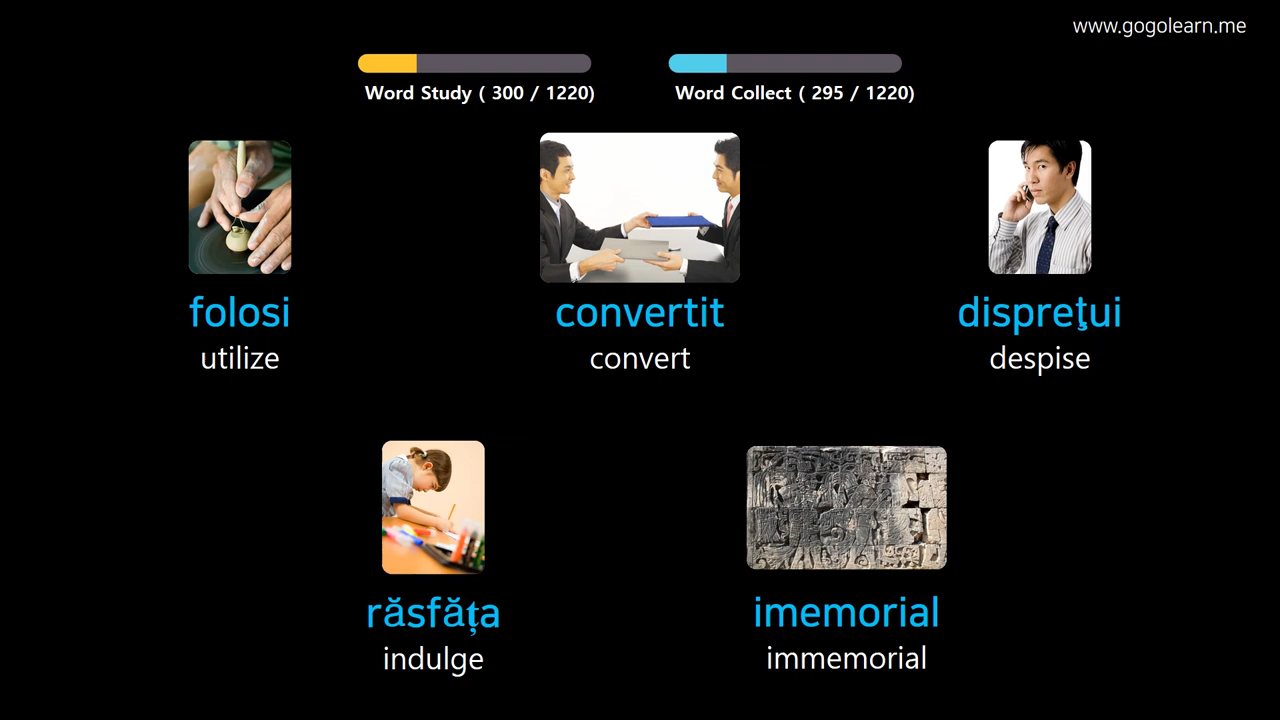 www.gogolearn.me
Word Study ( 300 / 1220)
Word Collect ( 295 / 1220)
folosi
utilize
convertit
convert
disprețui
despise
răsfăța
indulge
imemorial
immemorial